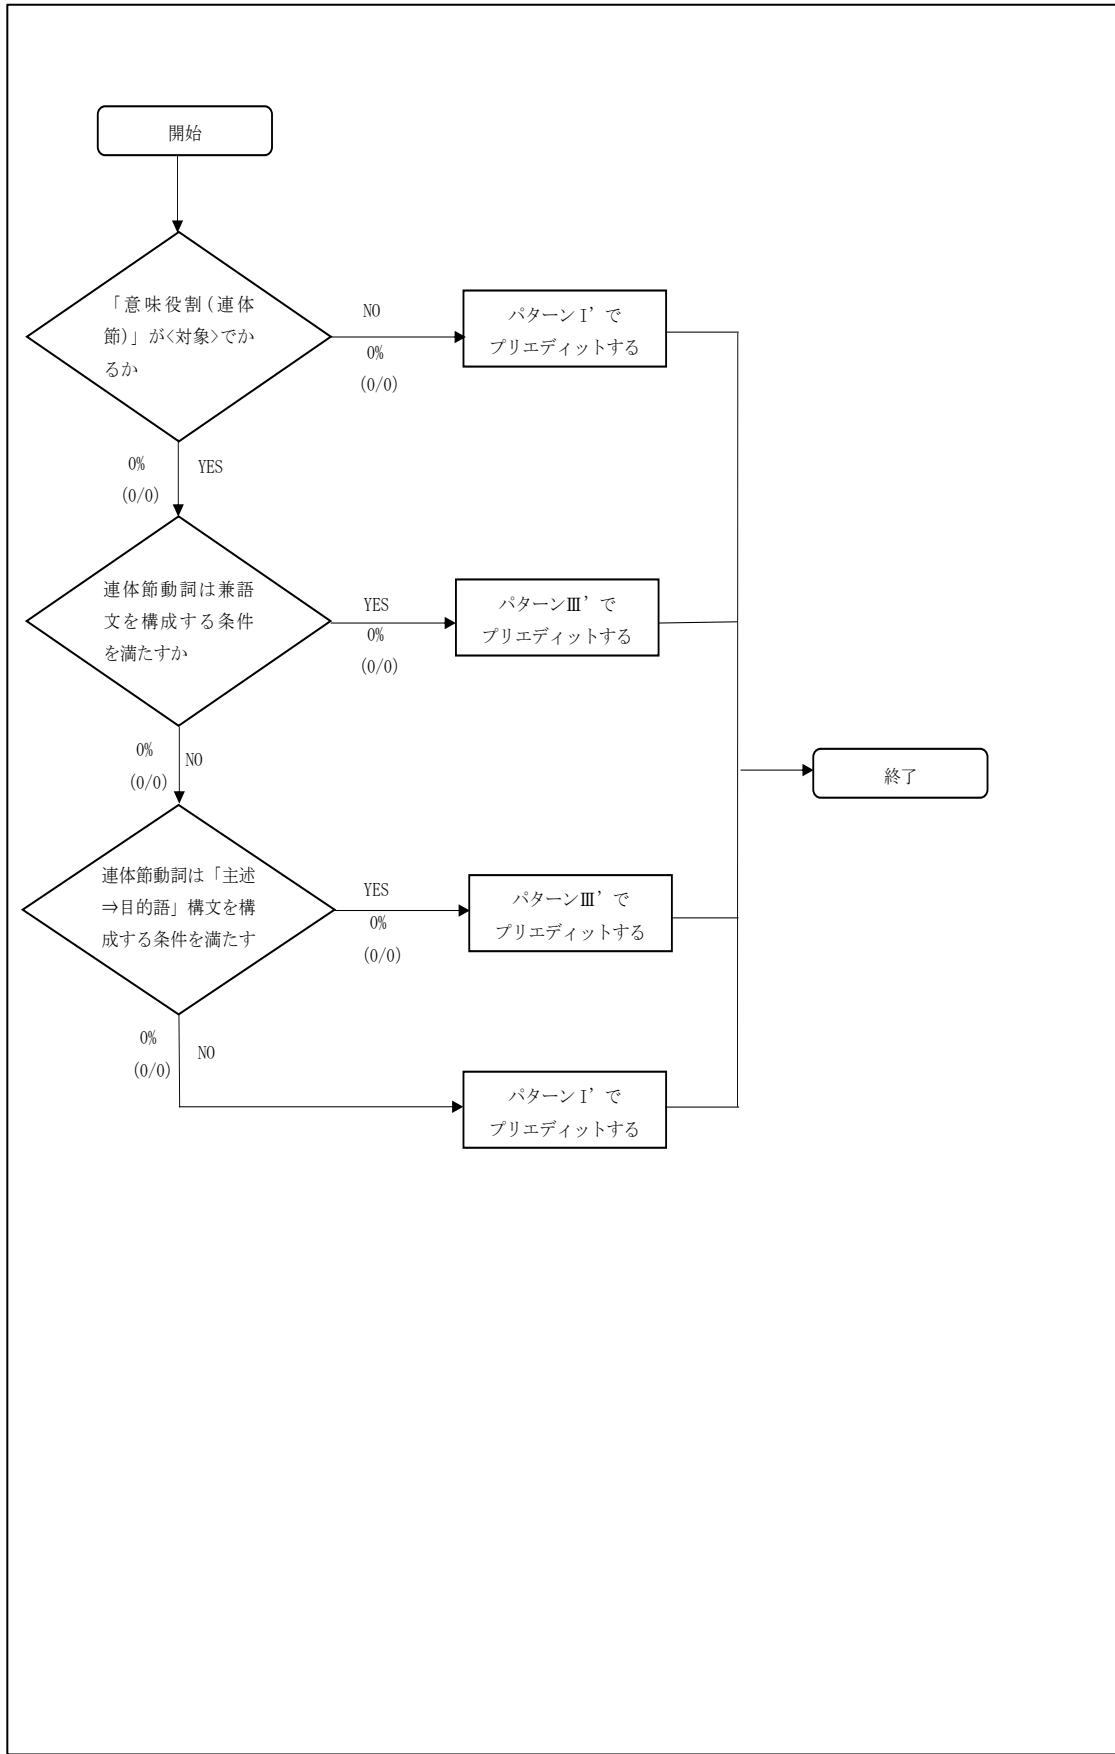 開始
「意味役割(連体
節)」が<対象>でか
るか
NO
0%
(0/0)
パターンⅠ’で
プリエディットする
0%
(0/0)
YES
連体節動詞は兼語
文を構成する条件
を満たすか
YES
0%
(0/0)
パターンⅢ’で
プリエディットする
0%
(0/0)
NO
終了
連体節動詞は「主述
⇒目的語」構文を構
成する条件を満たす
YES
0%
(0/0)
パターンⅢ’で
プリエディットする
0%
(0/0)
NO
パターンⅠ’で
プリエディットする